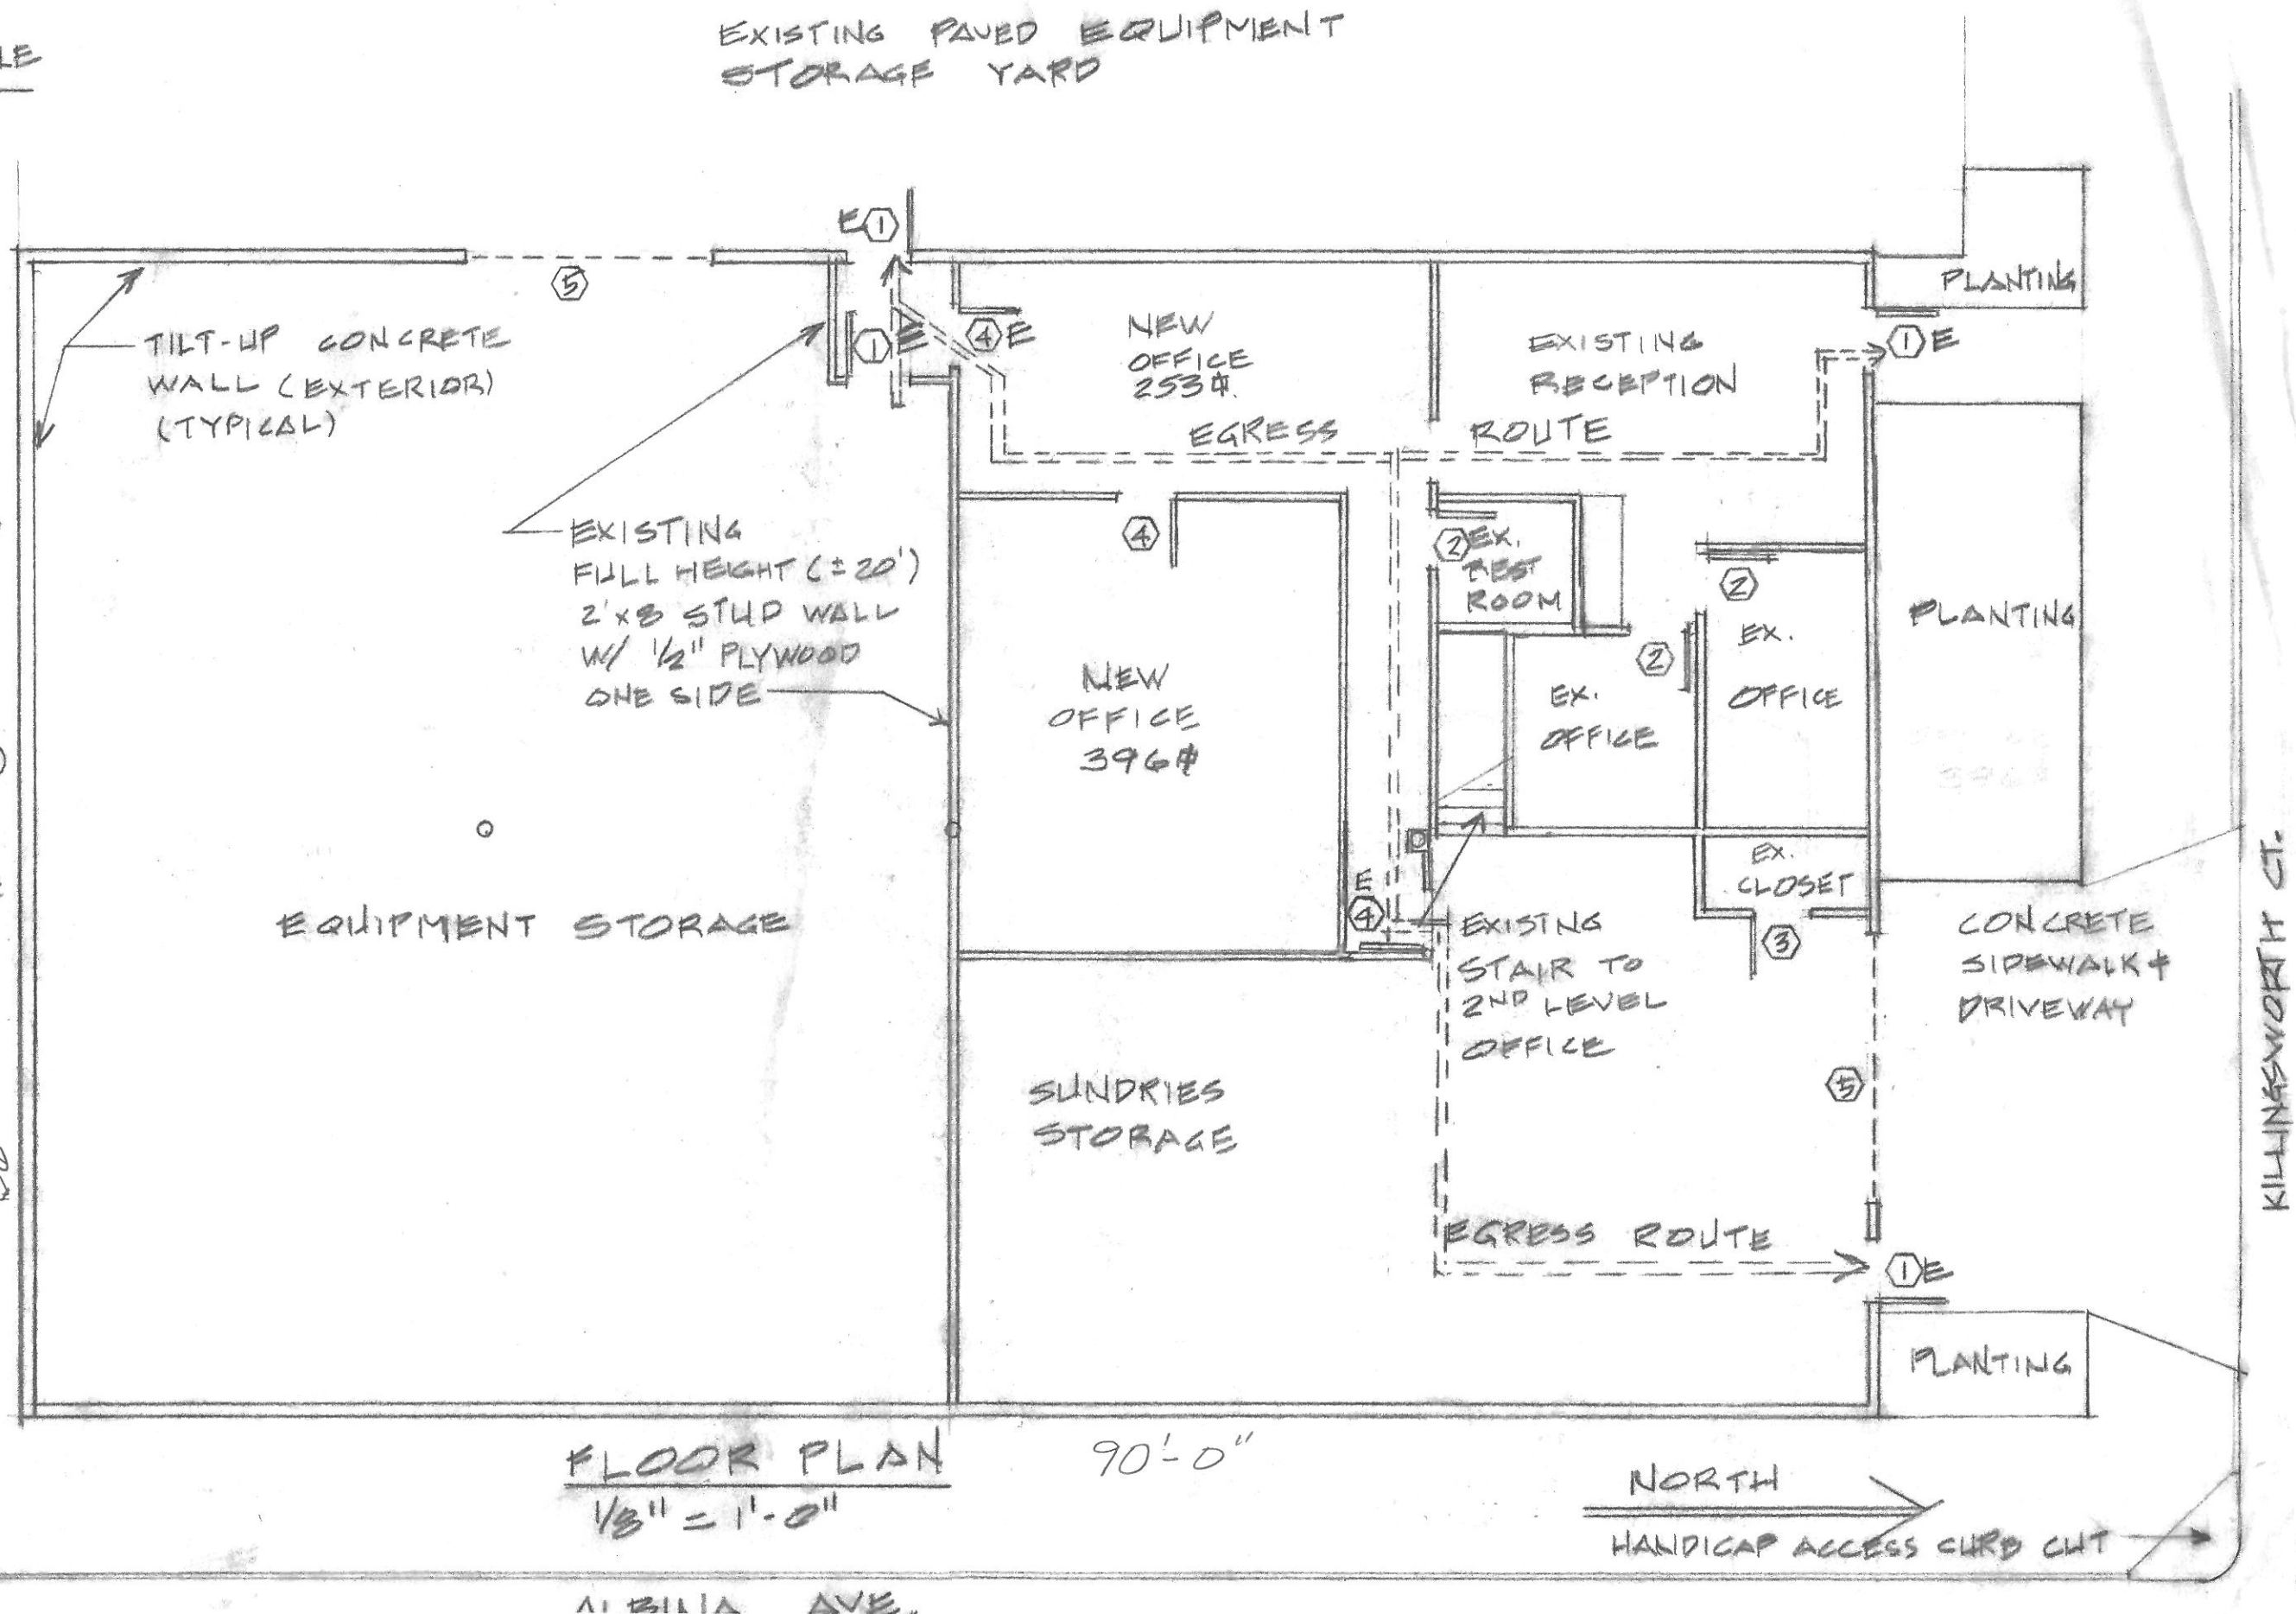 LE
EXISTING PAVED EQUIPMENT
STORAGE YARD
E 1
5
PLANTING
TILT-UP CONCRETE
WALL (EXTERIOR)
(TYPICAL)
1 E
4 E
NEW
OFFICE
253⌗.
EXISTING
RECEPTION
1 E
EGRESS ROUTE
EXISTING
FULL HEIGHT (±20')
2'x8 STUD WALL
W/ 1/2" PLYWOOD
ONE SIDE
4
2
EX.
REST
ROOM
2
2
EX.
OFFICE
EX.
OFFICE
PLANTING
NEW
OFFICE
396⌗
EX.
CLOSET
3
E
4
EQUIPMENT STORAGE
EXISTING
STAIR TO
2ND LEVEL
OFFICE
CONCRETE
SIDEWALK &
DRIVEWAY
KILLINGSWORTH CT.
5
SUNDRIES
STORAGE
EGRESS ROUTE
1 E
PLANTING
FLOOR PLAN
1/8" = 1'-0"
90'-0"
NORTH
HANDICAP ACCESS CURB CUT
ALBINA AVE.